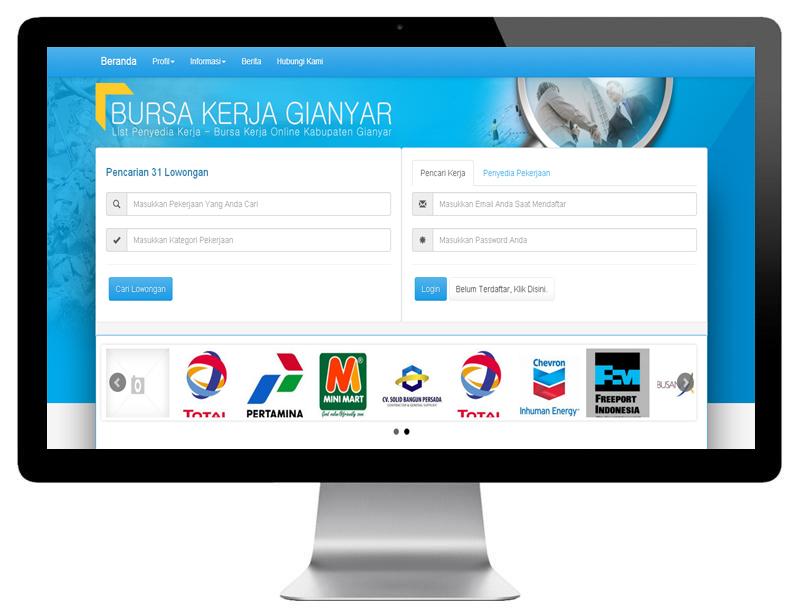 Beranda Profil Informasi Berita Hubungi Kami
BURSA KERJA GIANYAR
List Penyedia Kerja – Bursa Kerja Online Kabupaten Gianyar
Pencarian 31 Lowongan
Masukkan Pekerjaan Yang Anda Cari
Masukkan Kategori Pekerjaan
Cari Lowongan
Pencari Kerja Penyedia Pekerjaan
Masukkan Email Anda Saat Mendaftar
Masukkan Password Anda
Login Belum Terdaftar, Klik Disini.
TOTAL
PERTAMINA
M
MINI MART
CV. SOLID BANGUN PERSADA
CONTRACTOR & GENERAL SUPPLIER
TOTAL
Chevron
Inhuman Energy
FM
FREEPORT
INDONESIA
BUSAN